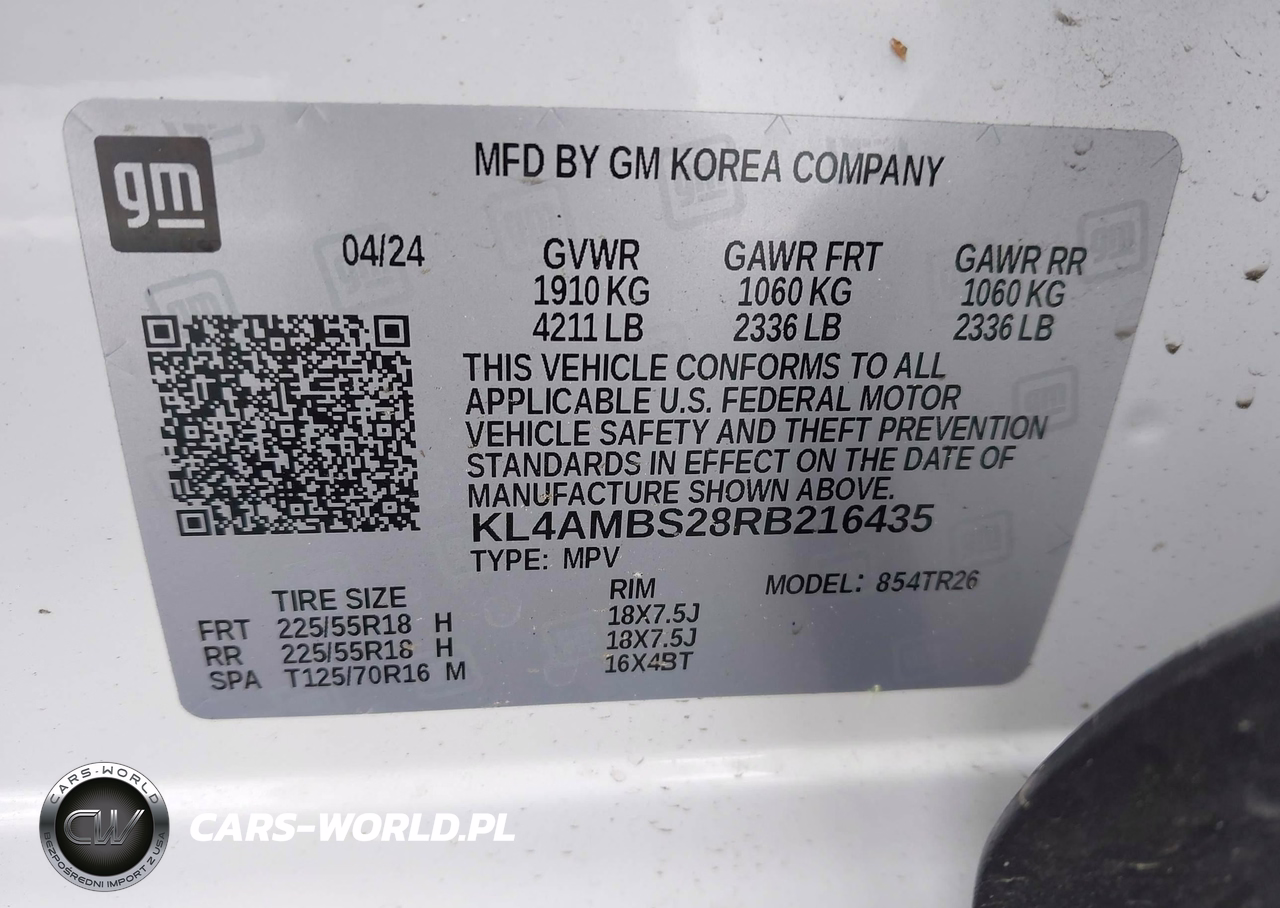 gm
MFD BY GM KOREA COMPANY
04/24 GVWR GAWR FRT GAWR RR
1910 KG 1060 KG 1060 KG
4211 LB 2336 LB 2336 LB
THIS VEHICLE CONFORMS TO ALL
APPLICABLE U.S. FEDERAL MOTOR
VEHICLE SAFETY AND THEFT PREVENTION
STANDARDS IN EFFECT ON THE DATE OF
MANUFACTURE SHOWN ABOVE.
KL4AMBS28RB216435
TYPE: MPV
TIRE SIZE RIM MODEL: 854TR26
FRT 225/55R18 H 18X7.5J
RR 225/55R18 H 18X7.5J
SPA T125/70R16 M 16X4BT
CARS-WORLD
CW
BEZPOŚREDNI IMPORT Z USA
CARS-WORLD.PL